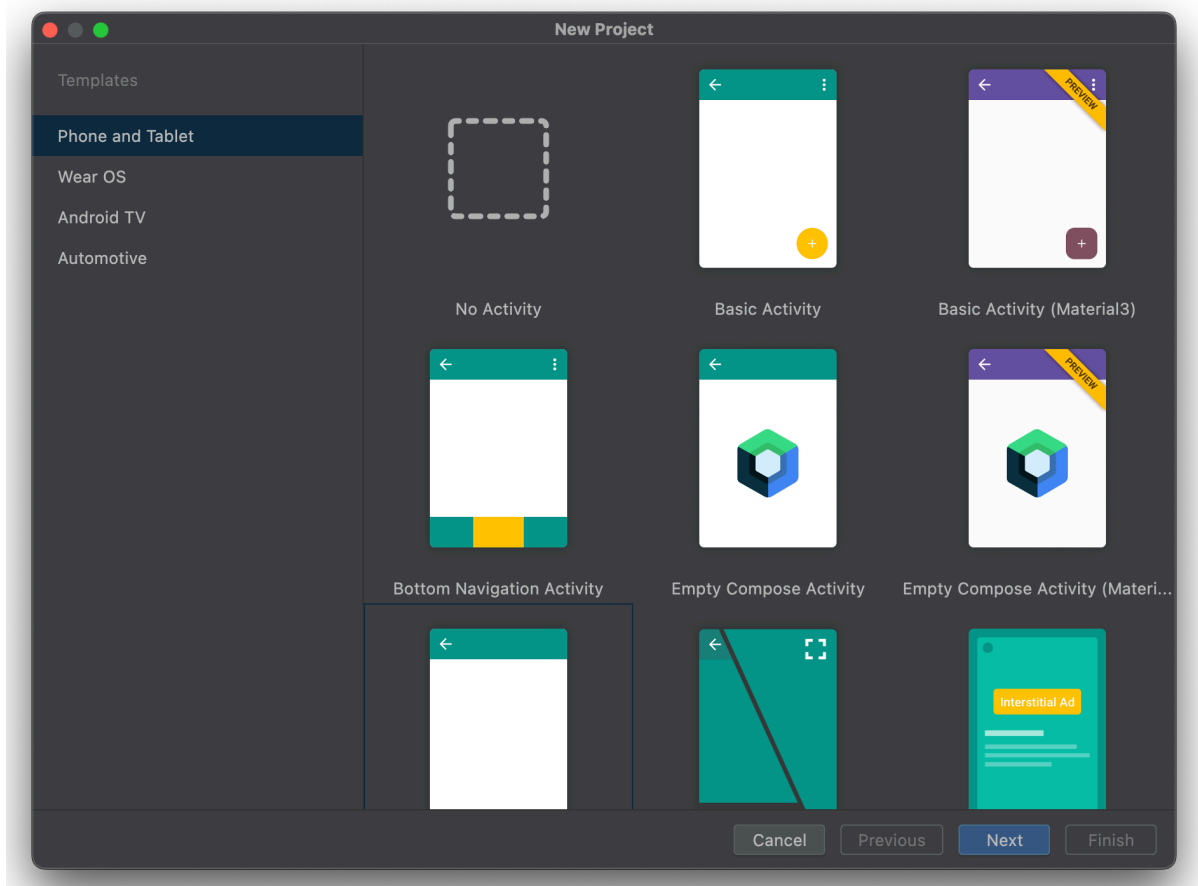 New Project
Templates
Phone and Tablet
Wear OS
Android TV
Automotive
PREVIEW
No Activity
Basic Activity
Basic Activity (Material3)
PREVIEW
Bottom Navigation Activity
Empty Compose Activity
Empty Compose Activity (Materi...
Interstitial Ad
Cancel
Previous
Next
Finish